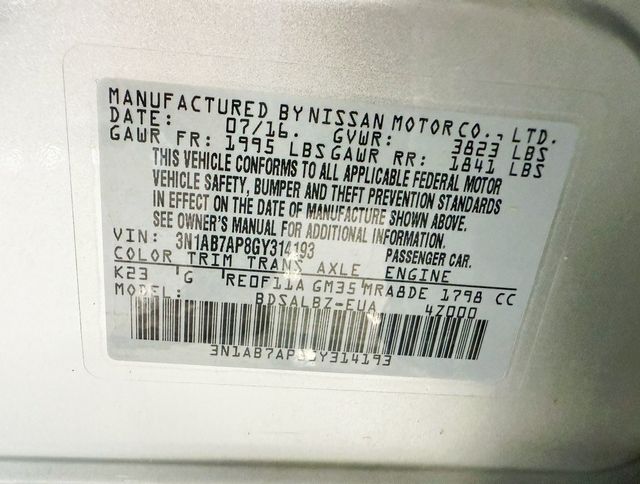 MANUFACTURED BY NISSAN MOTOR CO., LTD.
DATE: 07/16. GVWR: 3823 LBS
GAWR FR: 1995 LBS GAWR RR: 1841 LBS
THIS VEHICLE CONFORMS TO ALL APPLICABLE FEDERAL MOTOR
VEHICLE SAFETY, BUMPER AND THEFT PREVENTION STANDARDS
IN EFFECT ON THE DATE OF MANUFACTURE SHOWN ABOVE.
SEE OWNER'S MANUAL FOR ADDITIONAL INFORMATION
VIN: 3N1AB7AP8GY314193 PASSENGER CAR.
COLOR TRIM TRANS AXLE ENGINE
K23 G RE0F11A GM35 MRA8DE 1798 CC
MODEL: BDSALBZ-EUA 4Z000
3N1AB7AP8GY314193